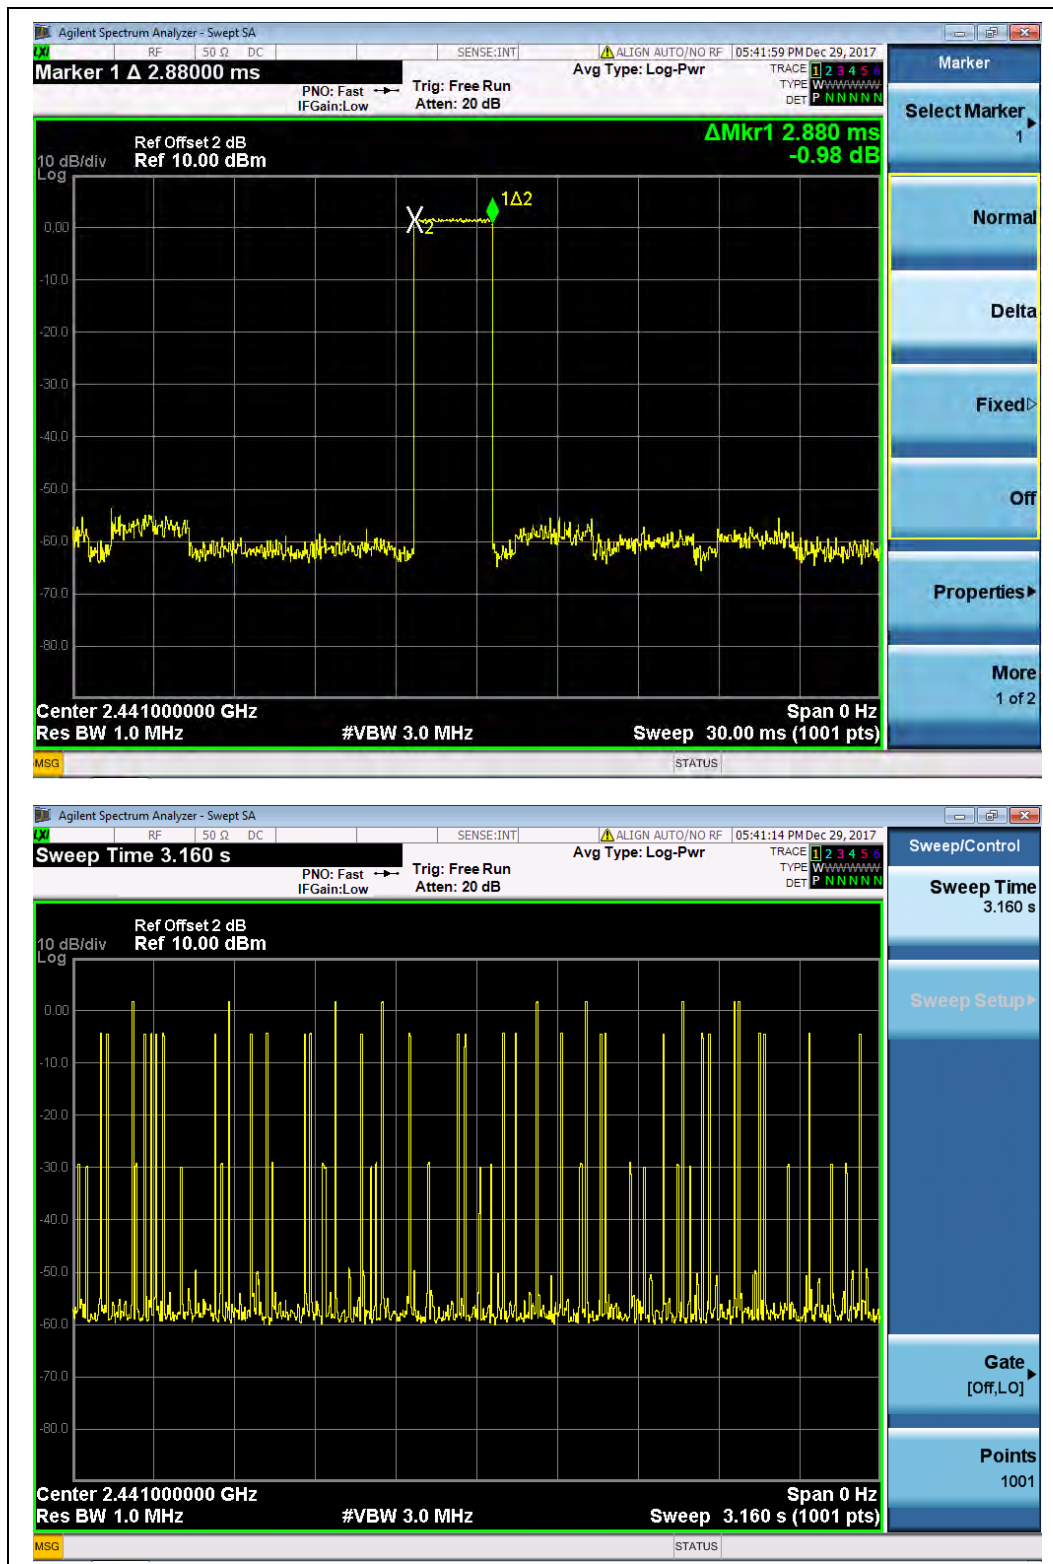 Agilent Spectrum Analyzer - Swept SA
LXI RF 50 Ω DC SENSE:INT ALIGN AUTO/NO RF 05:41:59 PM Dec 29, 2017
Marker 1 Δ 2.88000 ms
PNO: Fast
IFGain:Low
Trig: Free Run
Atten: 20 dB
Avg Type: Log-Pwr
TRACE 1 2 3 4 5 6
TYPE WWWWWW
DET P N N N N N
ΔMkr1 2.880 ms
-0.98 dB
Ref Offset 2 dB
10 dB/div Ref 10.00 dBm
Log
1Δ2
X2
0.00
-10.0
-20.0
-30.0
-40.0
-50.0
-60.0
-70.0
-80.0
Center 2.441000000 GHz Span 0 Hz
Res BW 1.0 MHz #VBW 3.0 MHz Sweep 30.00 ms (1001 pts)
MSG STATUS
Marker
Select Marker
1
Normal
Delta
Fixed
Off
Properties
More
1 of 2
Agilent Spectrum Analyzer - Swept SA
LXI RF 50 Ω DC SENSE:INT ALIGN AUTO/NO RF 05:41:14 PM Dec 29, 2017
Sweep Time 3.160 s
PNO: Fast
IFGain:Low
Trig: Free Run
Atten: 20 dB
Avg Type: Log-Pwr
TRACE 1 2 3 4 5 6
TYPE WWWWWW
DET P N N N N N
Ref Offset 2 dB
10 dB/div Ref 10.00 dBm
Log
0.00
-10.0
-20.0
-30.0
-40.0
-50.0
-60.0
-70.0
-80.0
Center 2.441000000 GHz Span 0 Hz
Res BW 1.0 MHz #VBW 3.0 MHz Sweep 3.160 s (1001 pts)
MSG STATUS
Sweep/Control
Sweep Time
3.160 s
Sweep Setup
Gate
[Off,LO]
Points
1001